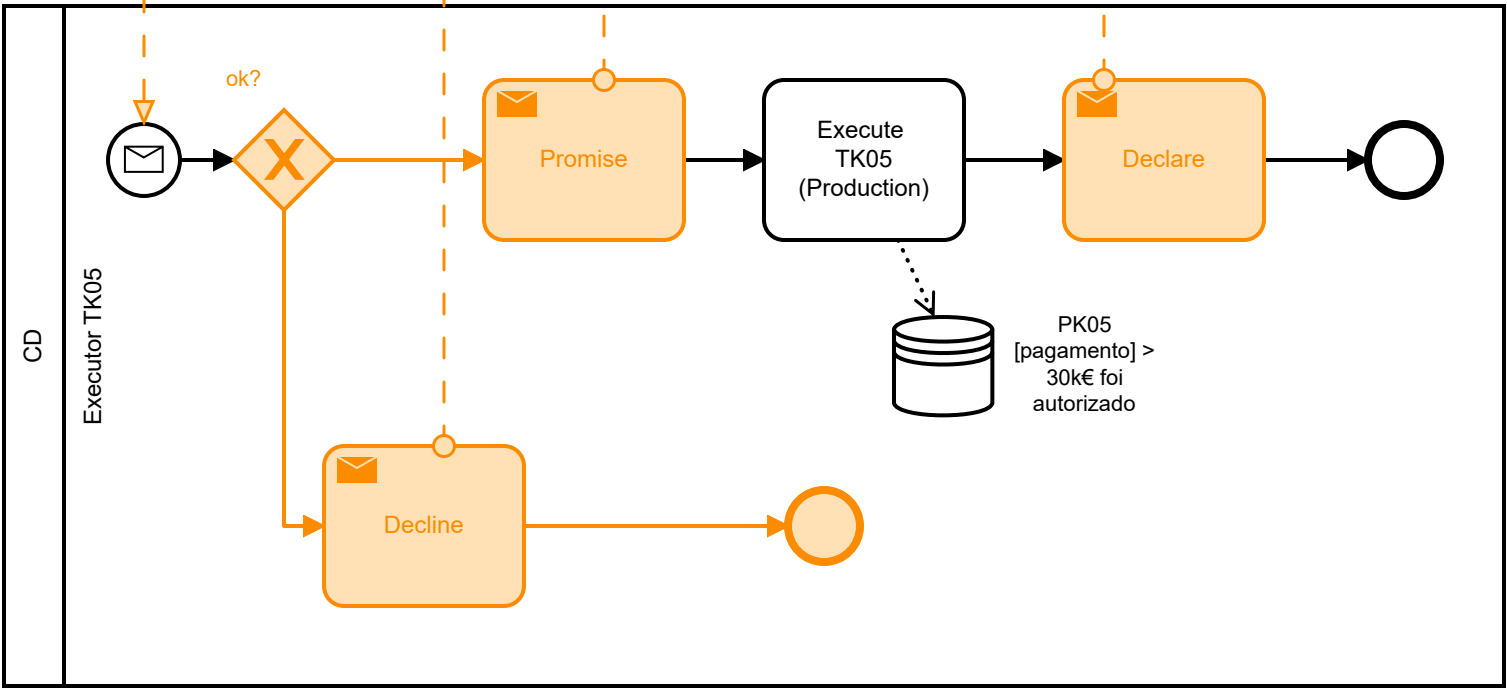 CD
Executor TK05
ok?
X
Promise
Execute
TK05
(Production)
Declare
PK05
[pagamento] >
30k€ foi
autorizado
Decline